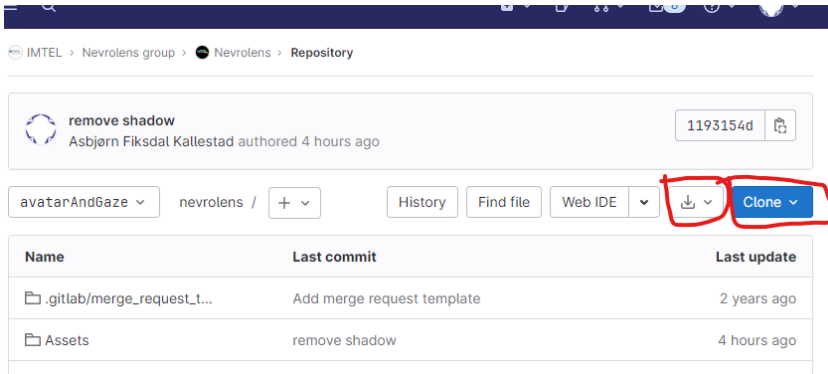 IMTEL > Nevrolens group > Nevrolens > Repository
remove shadow
Asbjørn Fiksdal Kallestad authored 4 hours ago
1193154d
avatarAndGaze
nevrolens / +
History
Find file
Web IDE
Clone
Name Last commit Last update
.gitlab/merge_request_t... Add merge request template 2 years ago
Assets remove shadow 4 hours ago